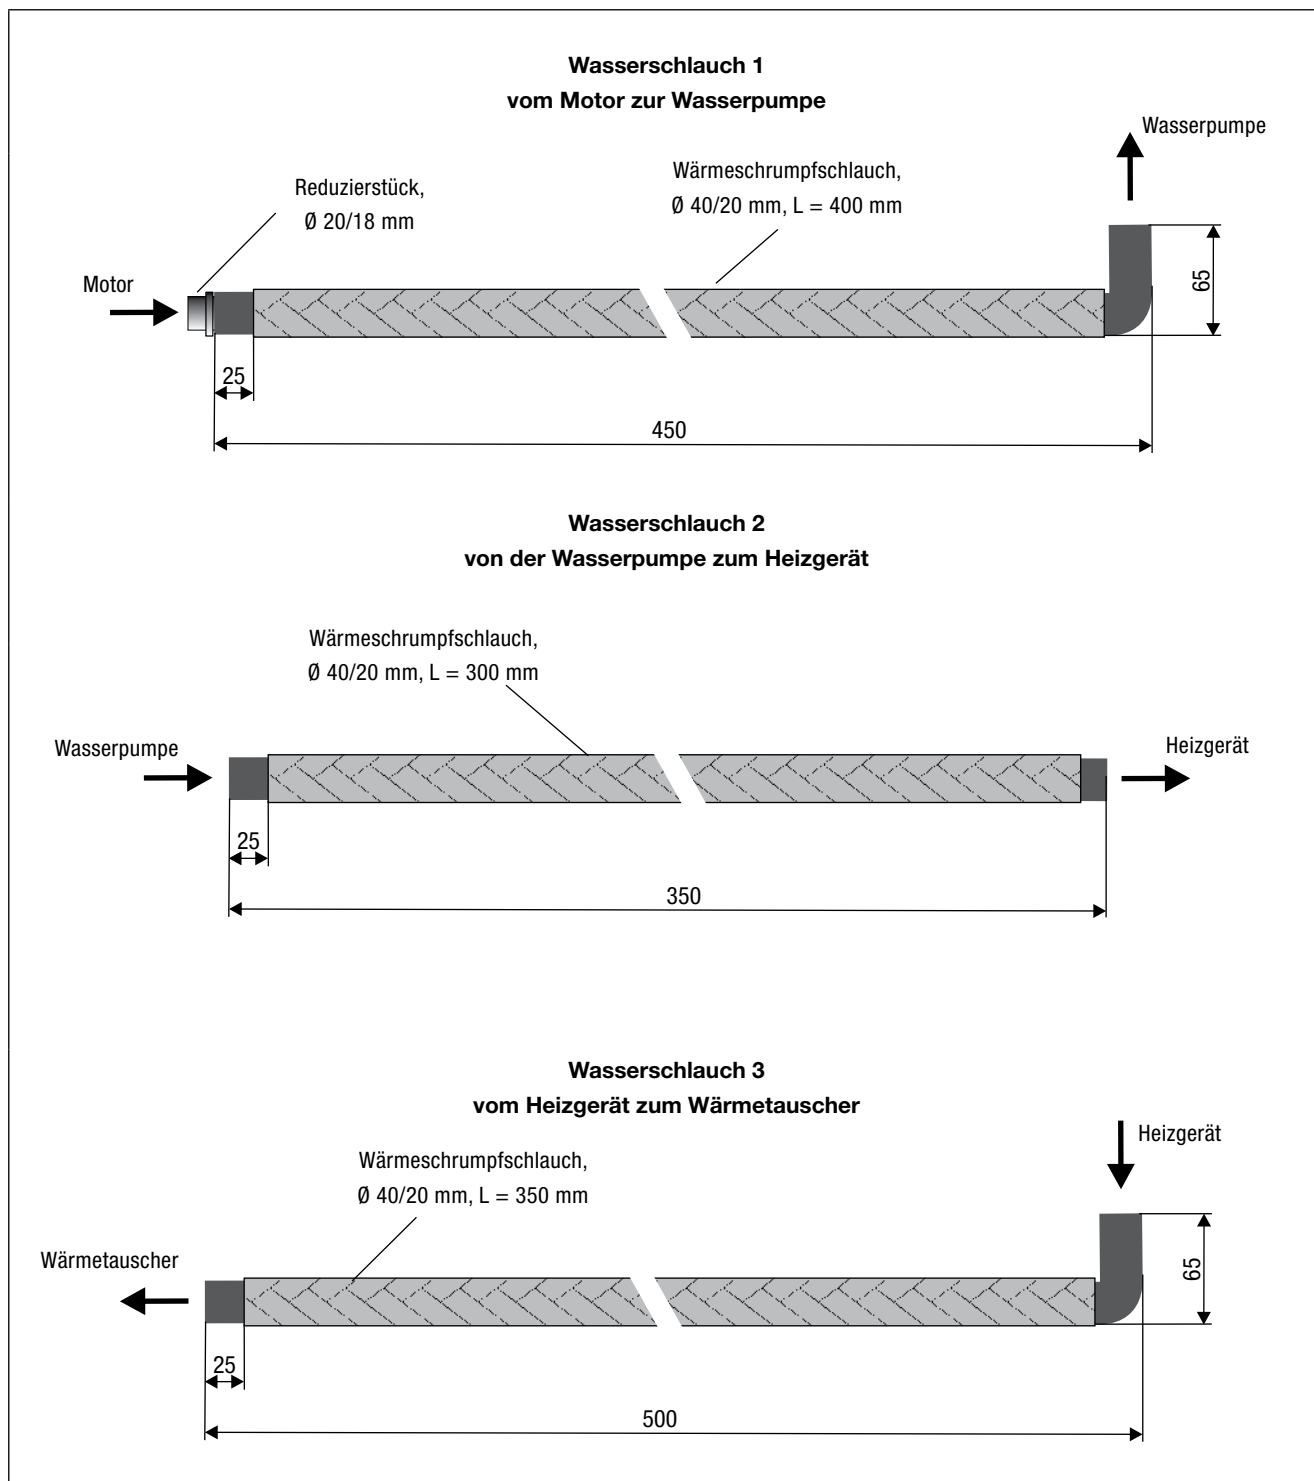 Wasserschlauch 1
vom Motor zur Wasserpumpe
Wasserpumpe
Wärmeschrumpfschlauch,
Ø 40/20 mm, L = 400 mm
Reduzierstück,
Ø 20/18 mm
Motor
65
25
450
Wasserschlauch 2
von der Wasserpumpe zum Heizgerät
Wärmeschrumpfschlauch,
Ø 40/20 mm, L = 300 mm
Wasserpumpe
Heizgerät
25
350
Wasserschlauch 3
vom Heizgerät zum Wärmetauscher
Heizgerät
Wärmeschrumpfschlauch,
Ø 40/20 mm, L = 350 mm
Wärmetauscher
65
25
500